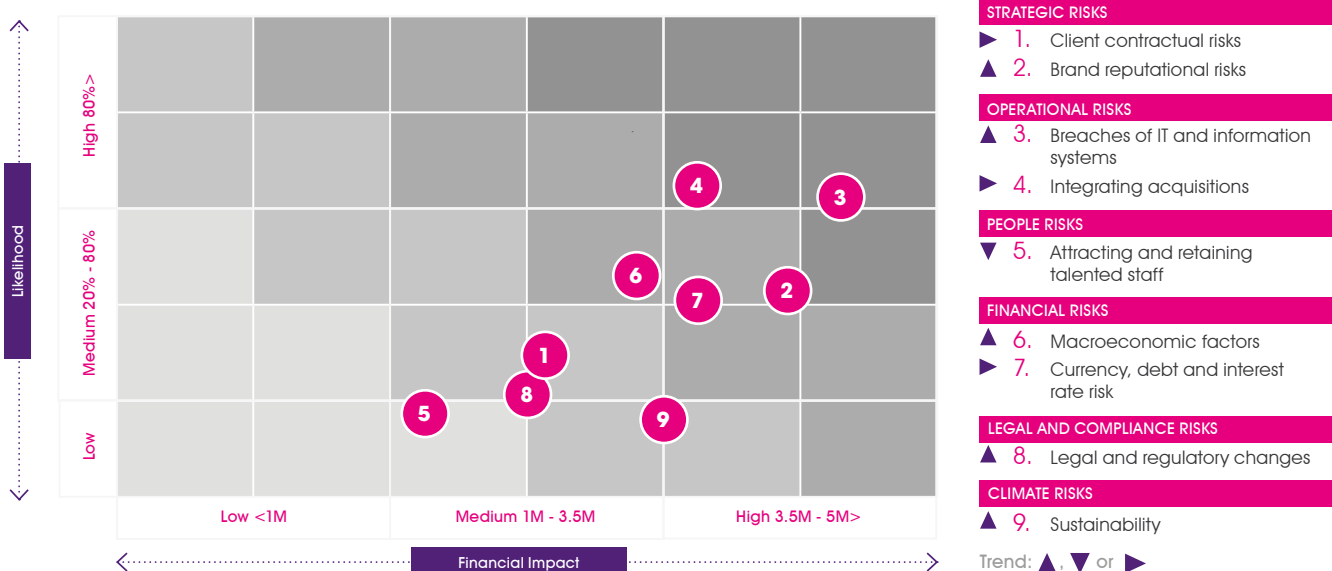 Likelihood
High 80%>
Medium 20% - 80%
Low
4
3
6
2
7
1
8
5
9
Low <1M
Medium 1M - 3.5M
High 3.5M - 5M>
Financial Impact
STRATEGIC RISKS
1. Client contractual risks
2. Brand reputational risks
OPERATIONAL RISKS
3. Breaches of IT and information
systems
4. Integrating acquisitions
PEOPLE RISKS
5. Attracting and retaining
talented staff
FINANCIAL RISKS
6. Macroeconomic factors
7. Currency, debt and interest
rate risk
LEGAL AND COMPLIANCE RISKS
8. Legal and regulatory changes
CLIMATE RISKS
9. Sustainability
Trend: ▲, ▼ or ►